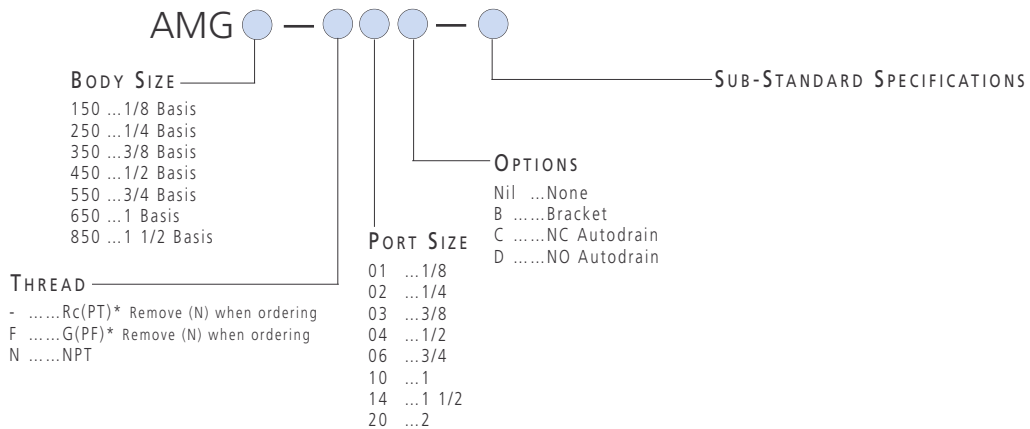 AMG — —
BODY SIZE
150 ...1/8 Basis
250 ...1/4 Basis
350 ...3/8 Basis
450 ...1/2 Basis
550 ...3/4 Basis
650 ...1 Basis
850 ...1 1/2 Basis
SUB-STANDARD SPECIFICATIONS
OPTIONS
Nil ...None
B ......Bracket
C ......NC Autodrain
D ......NO Autodrain
PORT SIZE
01 ...1/8
02 ...1/4
03 ...3/8
04 ...1/2
06 ...3/4
10 ...1
14 ...1 1/2
20 ...2
THREAD
- ......Rc(PT)* Remove (N) when ordering
F ......G(PF)* Remove (N) when ordering
N ......NPT